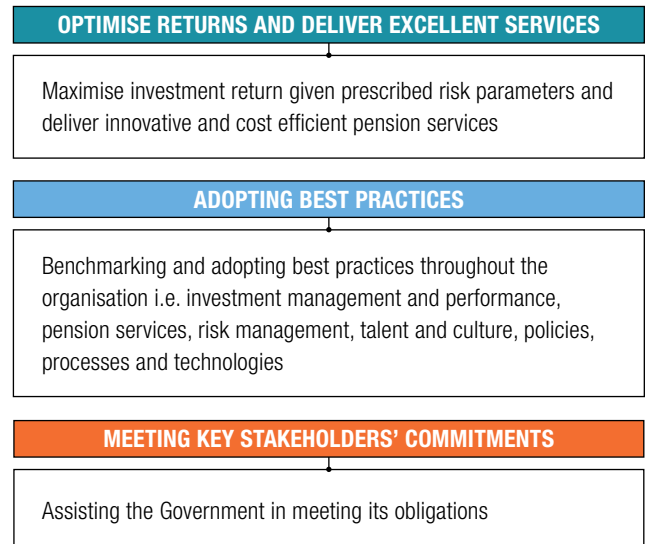 OPTIMISE RETURNS AND DELIVER EXCELLENT SERVICES
Maximise investment return given prescribed risk parameters and
deliver innovative and cost efficient pension services
ADOPTING BEST PRACTICES
Benchmarking and adopting best practices throughout the
organisation i.e. investment management and performance,
pension services, risk management, talent and culture, policies,
processes and technologies
MEETING KEY STAKEHOLDERS’ COMMITMENTS
Assisting the Government in meeting its obligations